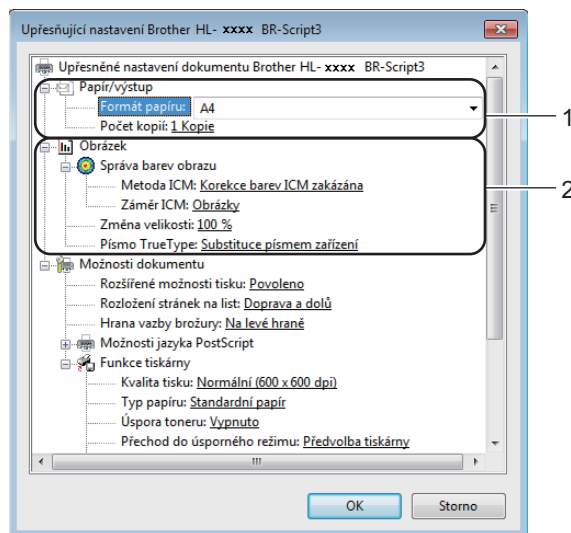 Upřesňující nastavení Brother HL- xxxx BR-Script3
Upřesněné nastavení dokumentu Brother HL- xxxx BR-Script3
Papír/výstup
Formát papíru: A4
Počet kopií: 1 Kopie
1
Obrázek
Správa barev obrazu
Metoda ICM: Korekce barev ICM zakázána
2
Záměr ICM: Obrázky
Změna velikosti: 100 %
Písmo TrueType: Substituce písmem zařízení
Možnosti dokumentu
Rozšířené možnosti tisku: Povoleno
Rozložení stránek na list: Doprava a dolů
Hrana vazby brožury: Na levé hraně
Možnosti jazyka PostScript
Funkce tiskárny
Kvalita tisku: Normální (600 x 600 dpi)
Typ papíru: Standardní papír
Úspora toneru: Vypnuto
Přechod do úsporného režimu: Předvolba tiskárny
OK Storno